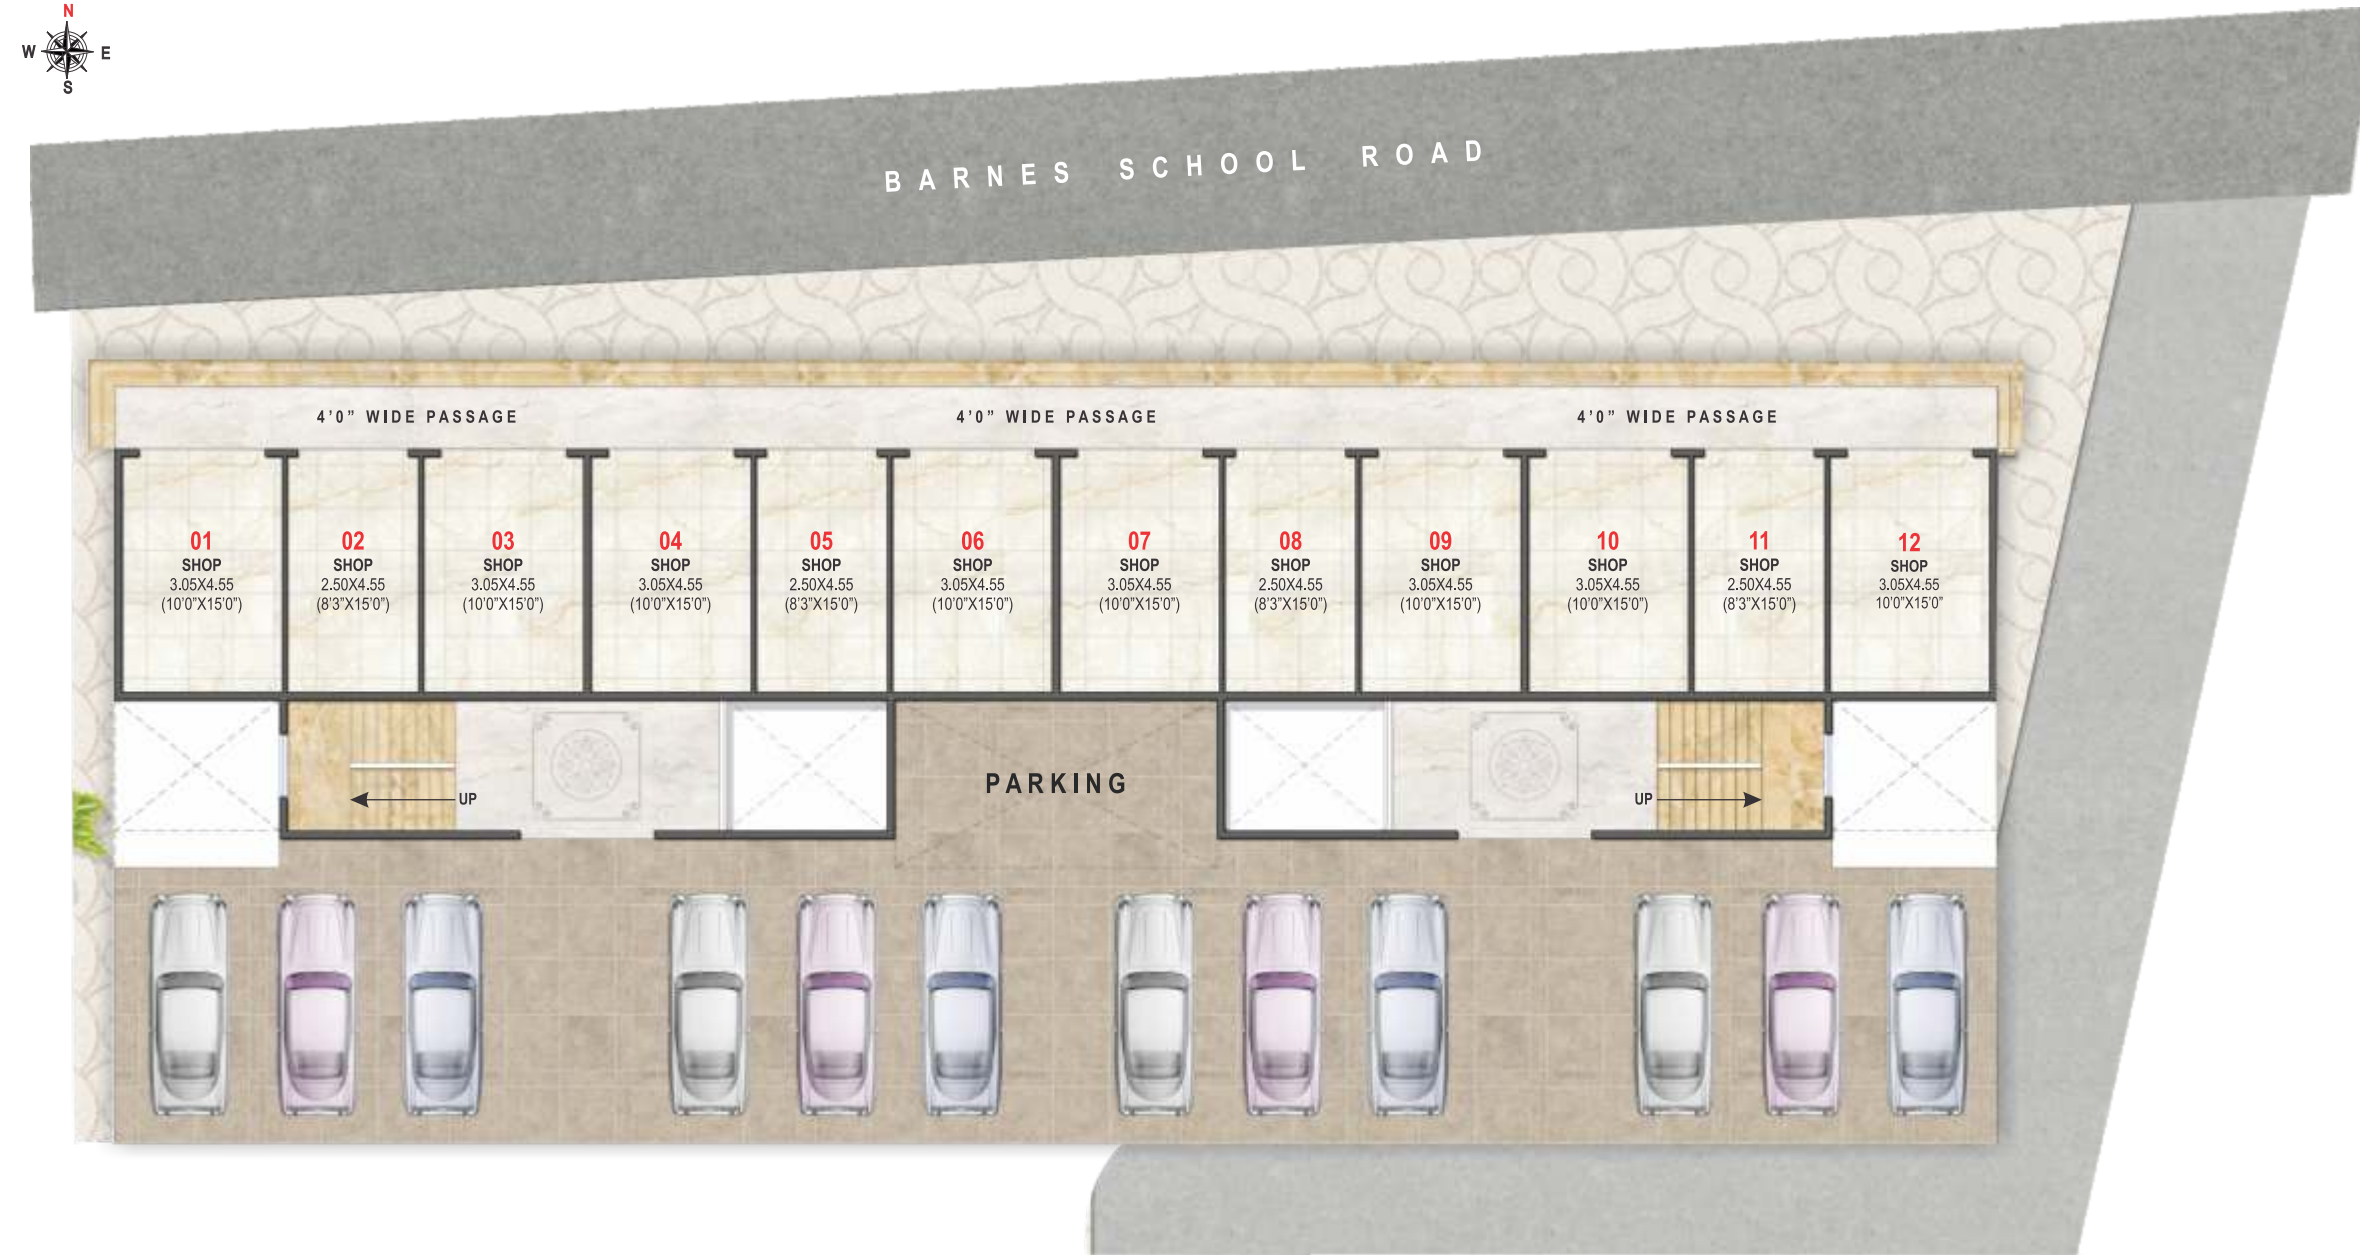 N
W E
S
BARNES SCHOOL ROAD
4'0" WIDE PASSAGE
4'0" WIDE PASSAGE
4'0" WIDE PASSAGE
01
SHOP
3.05X4.55
(10'0"X15'0")
02
SHOP
2.50X4.55
(8'3"X15'0")
03
SHOP
3.05X4.55
(10'0"X15'0")
04
SHOP
3.05X4.55
(10'0"X15'0")
05
SHOP
2.50X4.55
(8'3"X15'0")
06
SHOP
3.05X4.55
(10'0"X15'0")
07
SHOP
3.05X4.55
(10'0"X15'0")
08
SHOP
2.50X4.55
(8'3"X15'0")
09
SHOP
3.05X4.55
(10'0"X15'0")
10
SHOP
3.05X4.55
(10'0"X15'0")
11
SHOP
2.50X4.55
(8'3"X15'0")
12
SHOP
3.05X4.55
10'0"X15'0"
UP
PARKING
UP